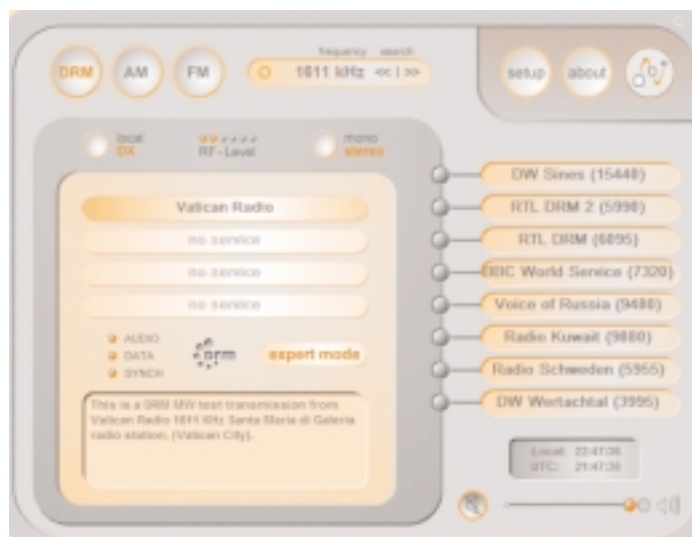 frequency search
DRM AM FM 1611 kHz << | >> setup about
local
DX
RF-Level
mono
stereo
Vatican Radio
no service
no service
no service
AUDIO
DATA
SYNCH
drm
expert mode
This is a DRM MW test transmission from
Vatican Radio 1611 KHz Santa Maria di Galeria
radio station, (Vatican City).
DW Sines (15440)
RTL DRM 2 (5990)
RTL DRM (6095)
BBC World Service (7320)
Voice of Russia (9480)
Radio Kuwait (9880)
Radio Schweden (5955)
DW Wertachtal (3995)
Local: 23:47:36
UTC: 21:47:36